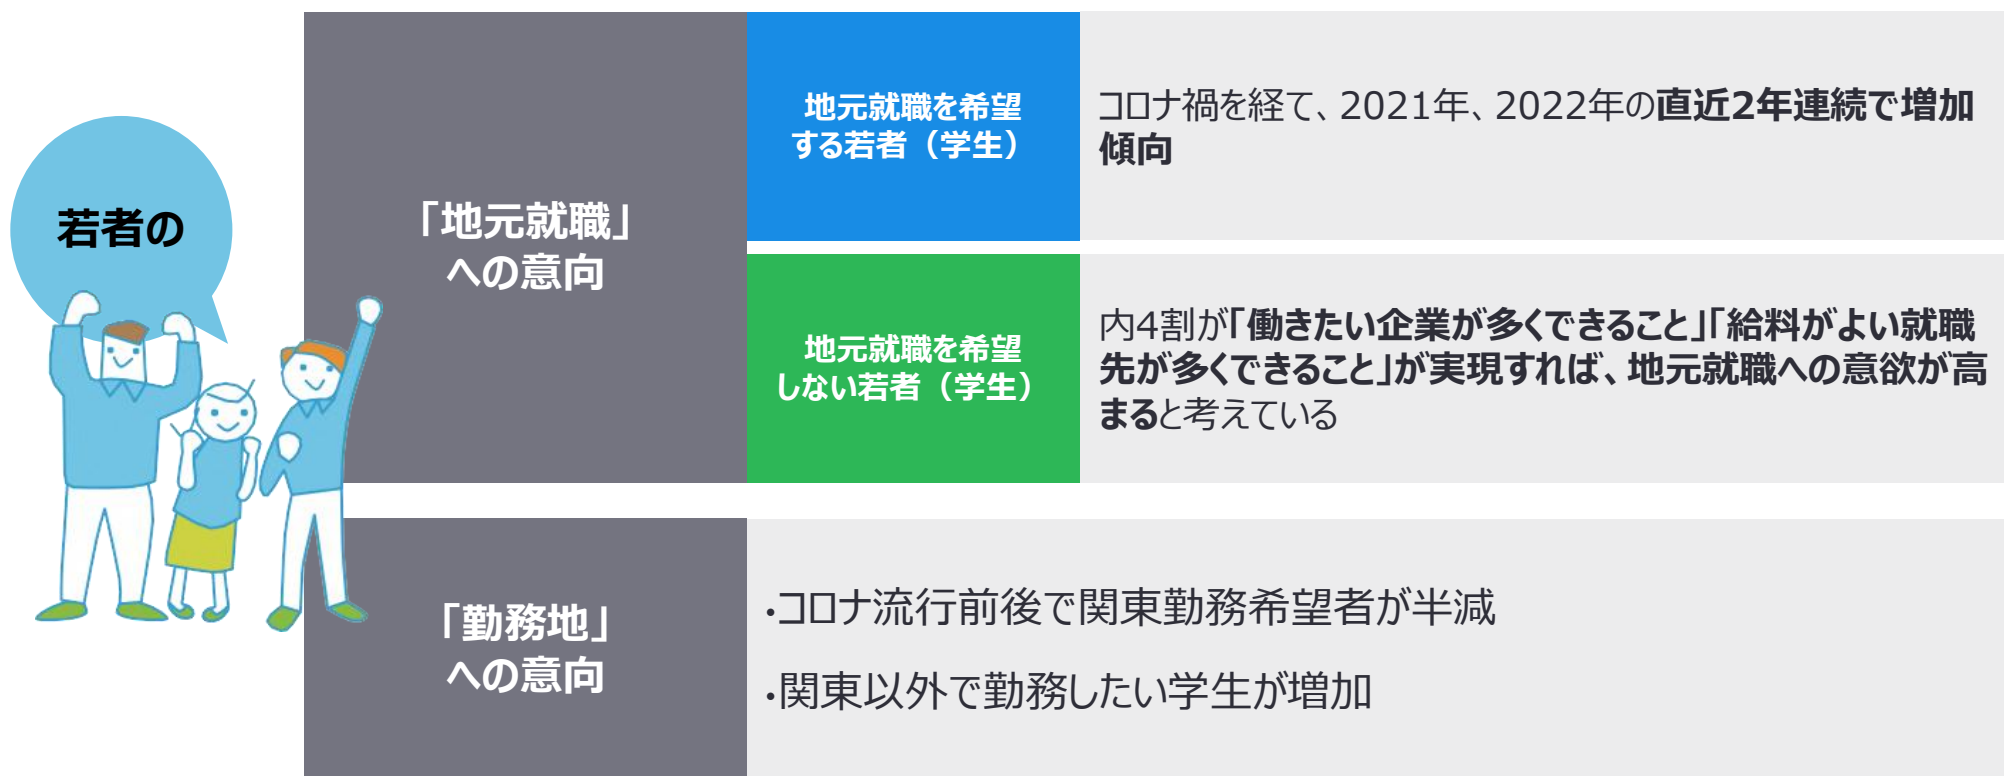 若者の
「地元就職」
への意向
地元就職を希望
する若者（学生）
コロナ禍を経て、2021年、2022年の直近2年連続で増加
傾向
地元就職を希望
しない若者（学生）
内4割が「働きたい企業が多くできること」「給料がよい就職
先が多くできること」が実現すれば、地元就職への意欲が高
まると考えている
「勤務地」
への意向
・コロナ流行前後で関東勤務希望者が半減
・関東以外で勤務したい学生が増加